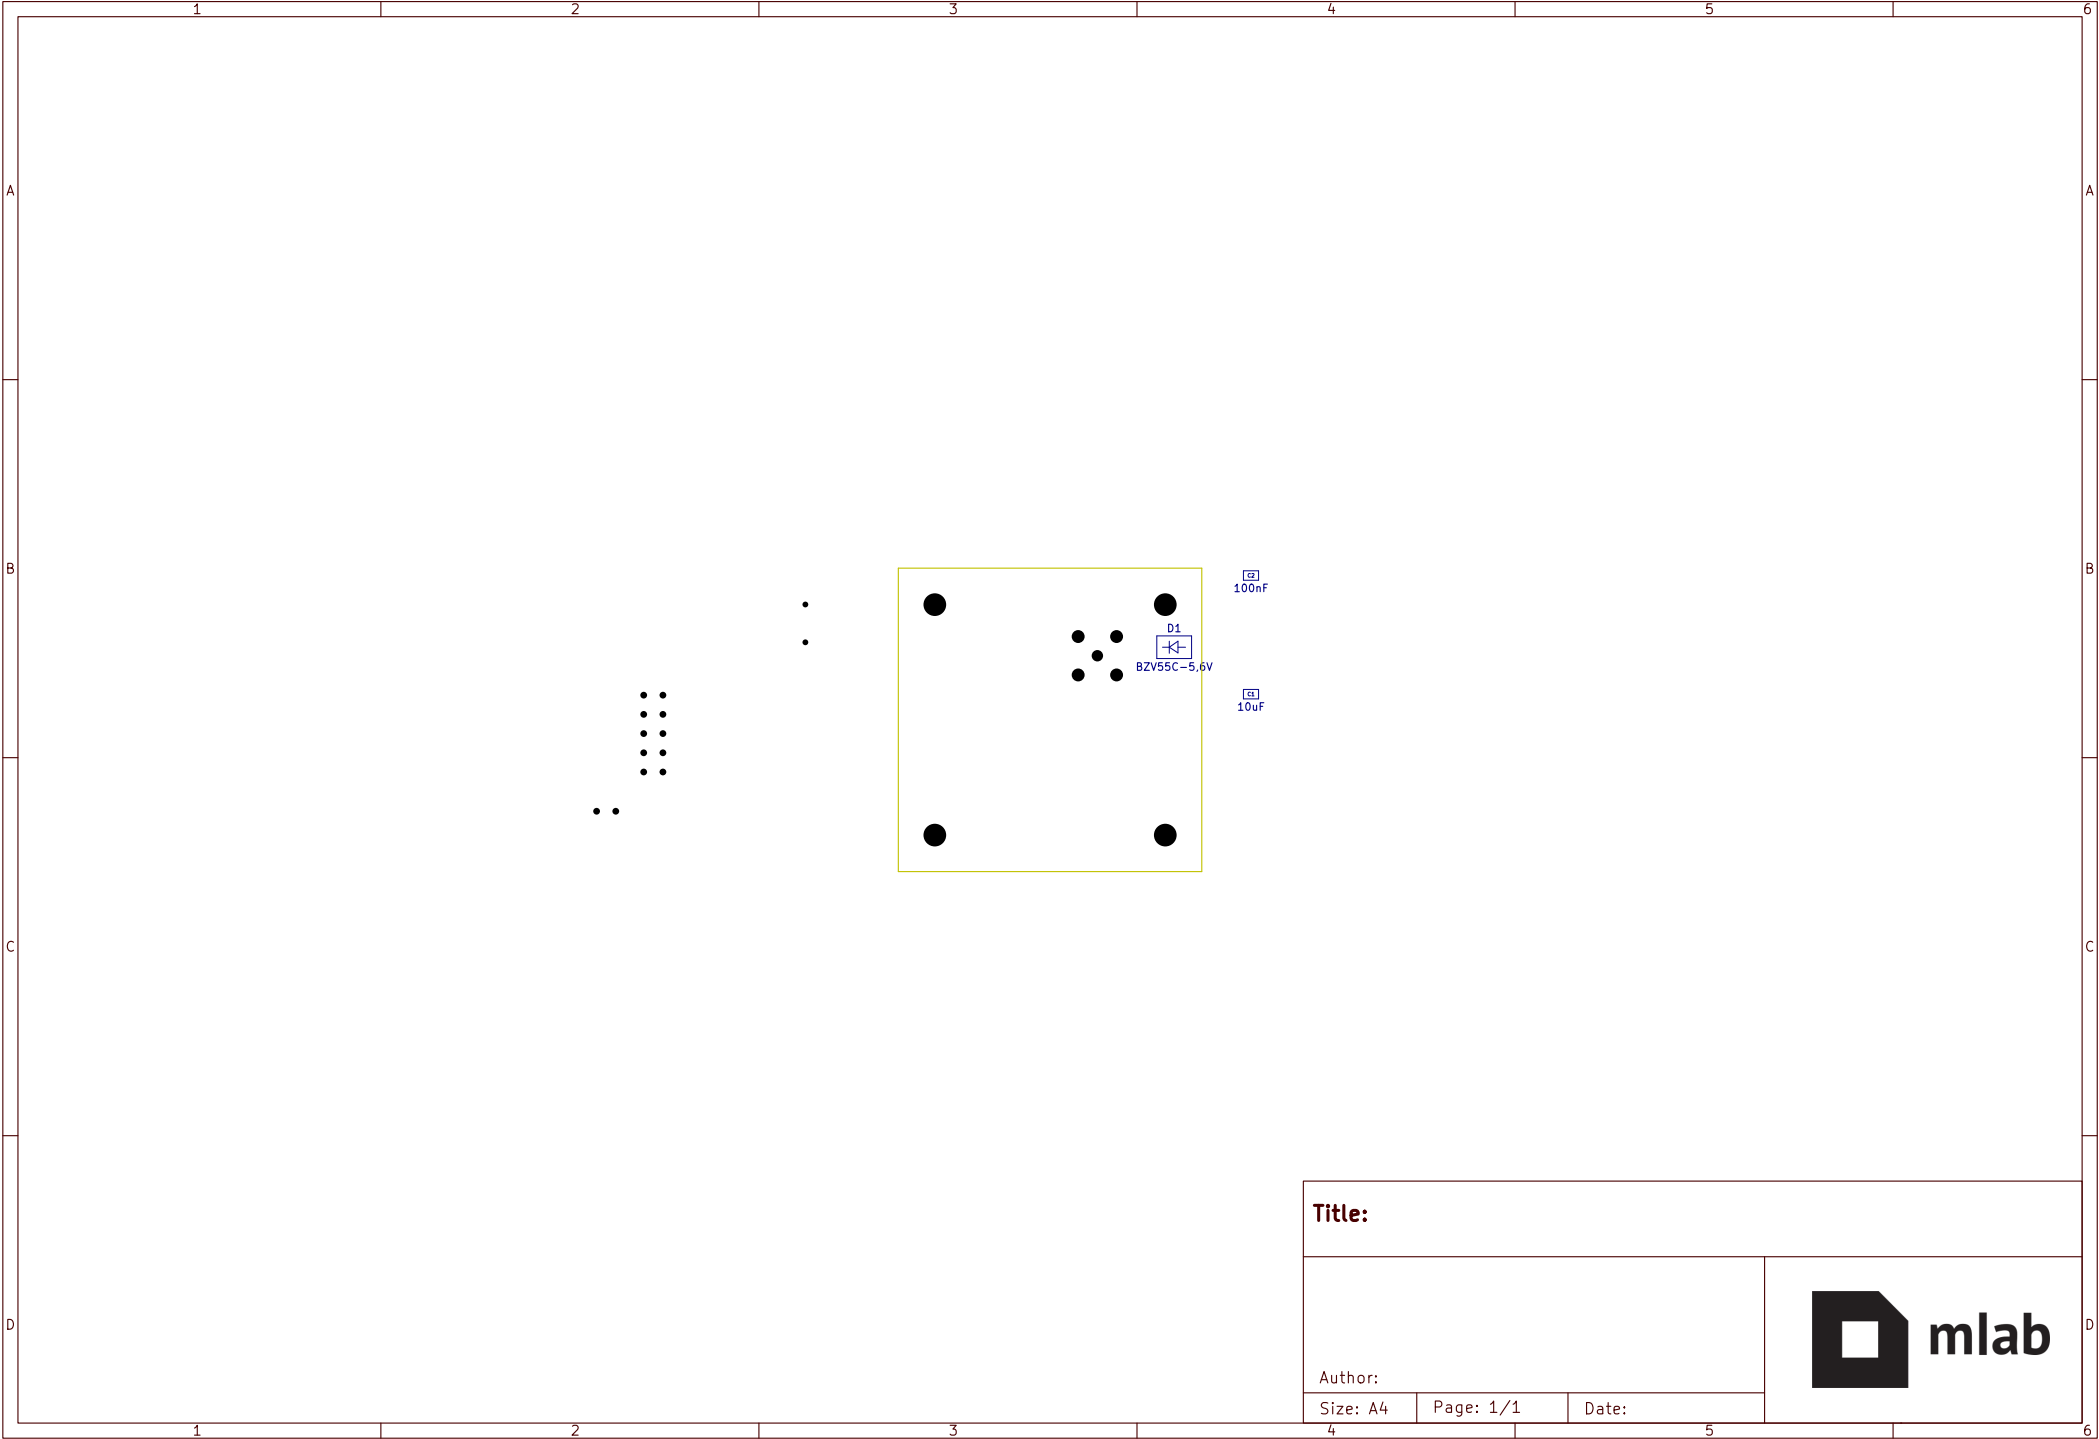 1 2 3 4 5 6
A A
B B
C2
100nF
D1
BZV55C-5,6V
C1
10uF
C C
Title:
D D
mlab
Author:
Size: A4 Page: 1/1 Date:
1 2 3 4 5 6